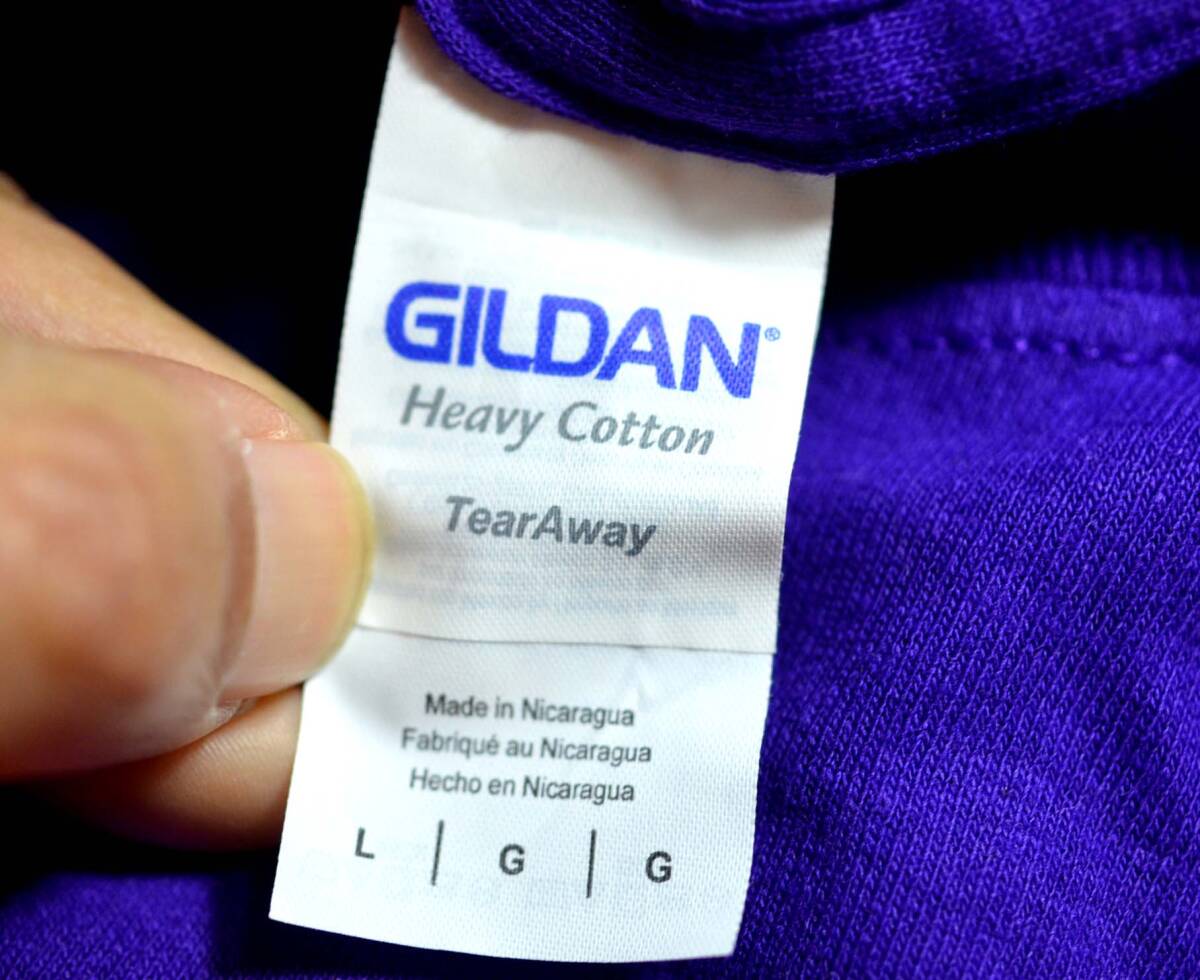 GILDAN®
Heavy Cotton
TearAway
Made in Nicaragua
Fabriqué au Nicaragua
Hecho en Nicaragua
L | G | G